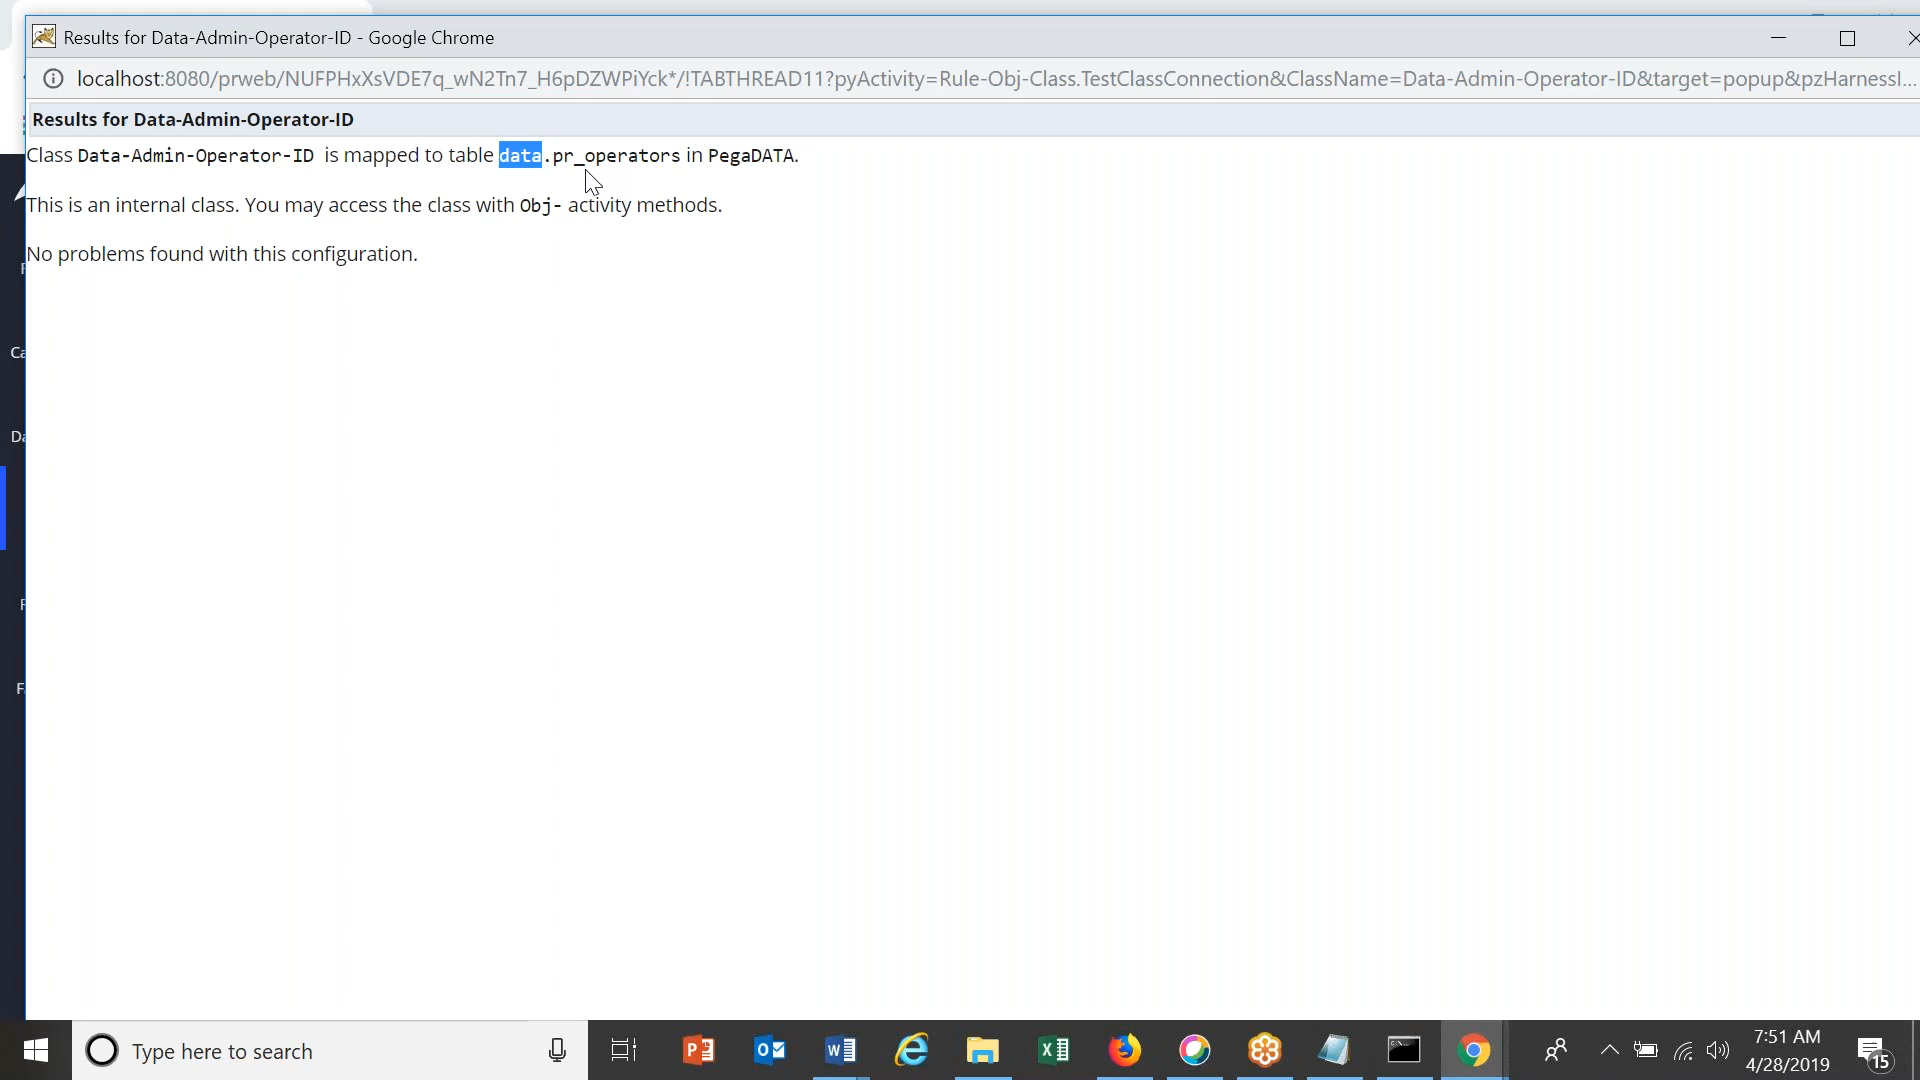 Results for Data-Admin-Operator-ID - Google Chrome
localhost:8080/prweb/NUFPHxXsVDE7q_wN2Tn7_H6pDZWPiYck*/!TABTHREAD11?pyActivity=Rule-Obj-Class.TestClassConnection&ClassName=Data-Admin-Operator-ID&target=popup&pzHarnessI...
Results for Data-Admin-Operator-ID
Class Data-Admin-Operator-ID is mapped to table data.pr_operators in PegaDATA.
This is an internal class. You may access the class with Obj- activity methods.
No problems found with this configuration.
Ca
Da
F
Type here to search
7:51 AM
4/28/2019
15